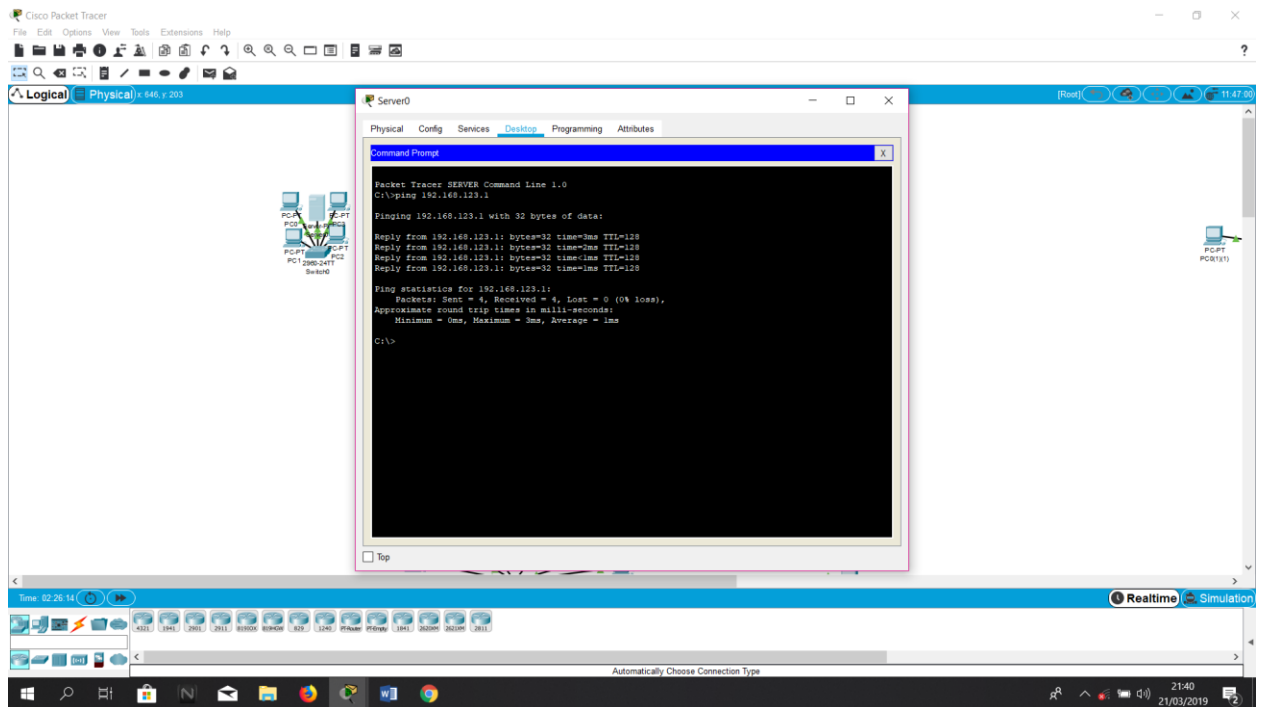 Cisco Packet Tracer
File Edit Options View Tools Extensions Help
?
Logical Physical x: 646, y: 203
[Root] 11:47:00
Server0
Physical Config Services Desktop Programming Attributes
Command Prompt X
Packet Tracer SERVER Command Line 1.0
C:\>ping 192.168.123.1
Pinging 192.168.123.1 with 32 bytes of data:
Reply from 192.168.123.1: bytes=32 time=3ms TTL=128
Reply from 192.168.123.1: bytes=32 time=2ms TTL=128
Reply from 192.168.123.1: bytes=32 time<1ms TTL=128
Reply from 192.168.123.1: bytes=32 time=1ms TTL=128
Ping statistics for 192.168.123.1:
Packets: Sent = 4, Received = 4, Lost = 0 (0% loss),
Approximate round trip times in milli-seconds:
Minimum = 0ms, Maximum = 3ms, Average = 1ms
C:\>
Top
PC-PT
PC0
PC-PT
PC-PT
PC1
PC-PT
PC2
2960-24TT
Switch0
PC-PT
PC0(1)(1)
Time: 02:26:14
Realtime Simulation
4321 1941 2901 2911 819IOX 819HGW 829 1240 PT-Router PT-Empty 1841 2620XM 2621XM 2811
Automatically Choose Connection Type
21:40
21/03/2019
2